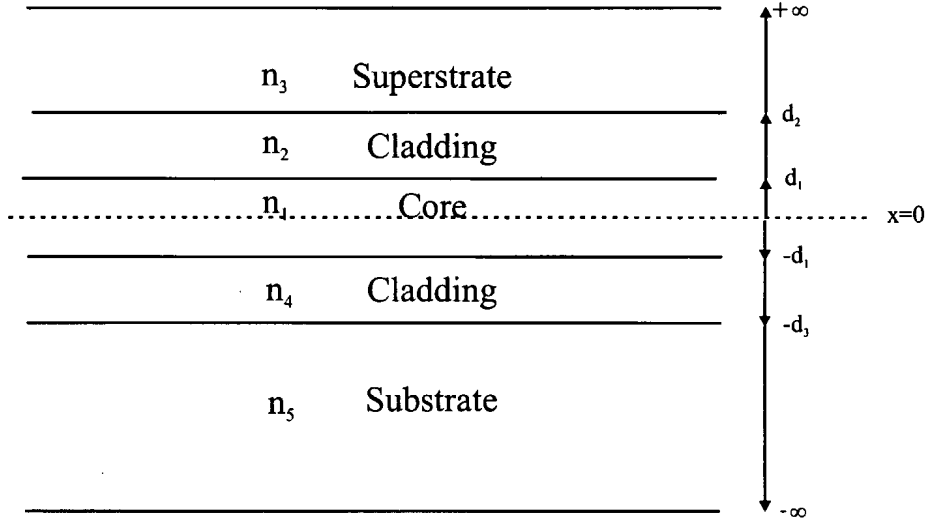 +∞
n₃ Superstrate
d₂
n₂ Cladding
d₁
n₁ Core
x=0
-d₁
n₄ Cladding
-d₃
n₅ Substrate
-∞